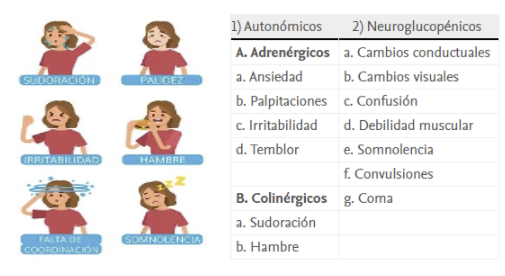 SUDORACIÓN
PALIDEZ
IRRITABILIDAD
HAMBRE
FALTA DE
COORDINACIÓN
SOMNOLENCIA
1) Autonómicos 2) Neuroglucopénicos
A. Adrenérgicos a. Cambios conductuales
a. Ansiedad b. Cambios visuales
b. Palpitaciones c. Confusión
c. Irritabilidad d. Debilidad muscular
d. Temblor e. Somnolencia
f. Convulsiones
B. Colinérgicos g. Coma
a. Sudoración
b. Hambre